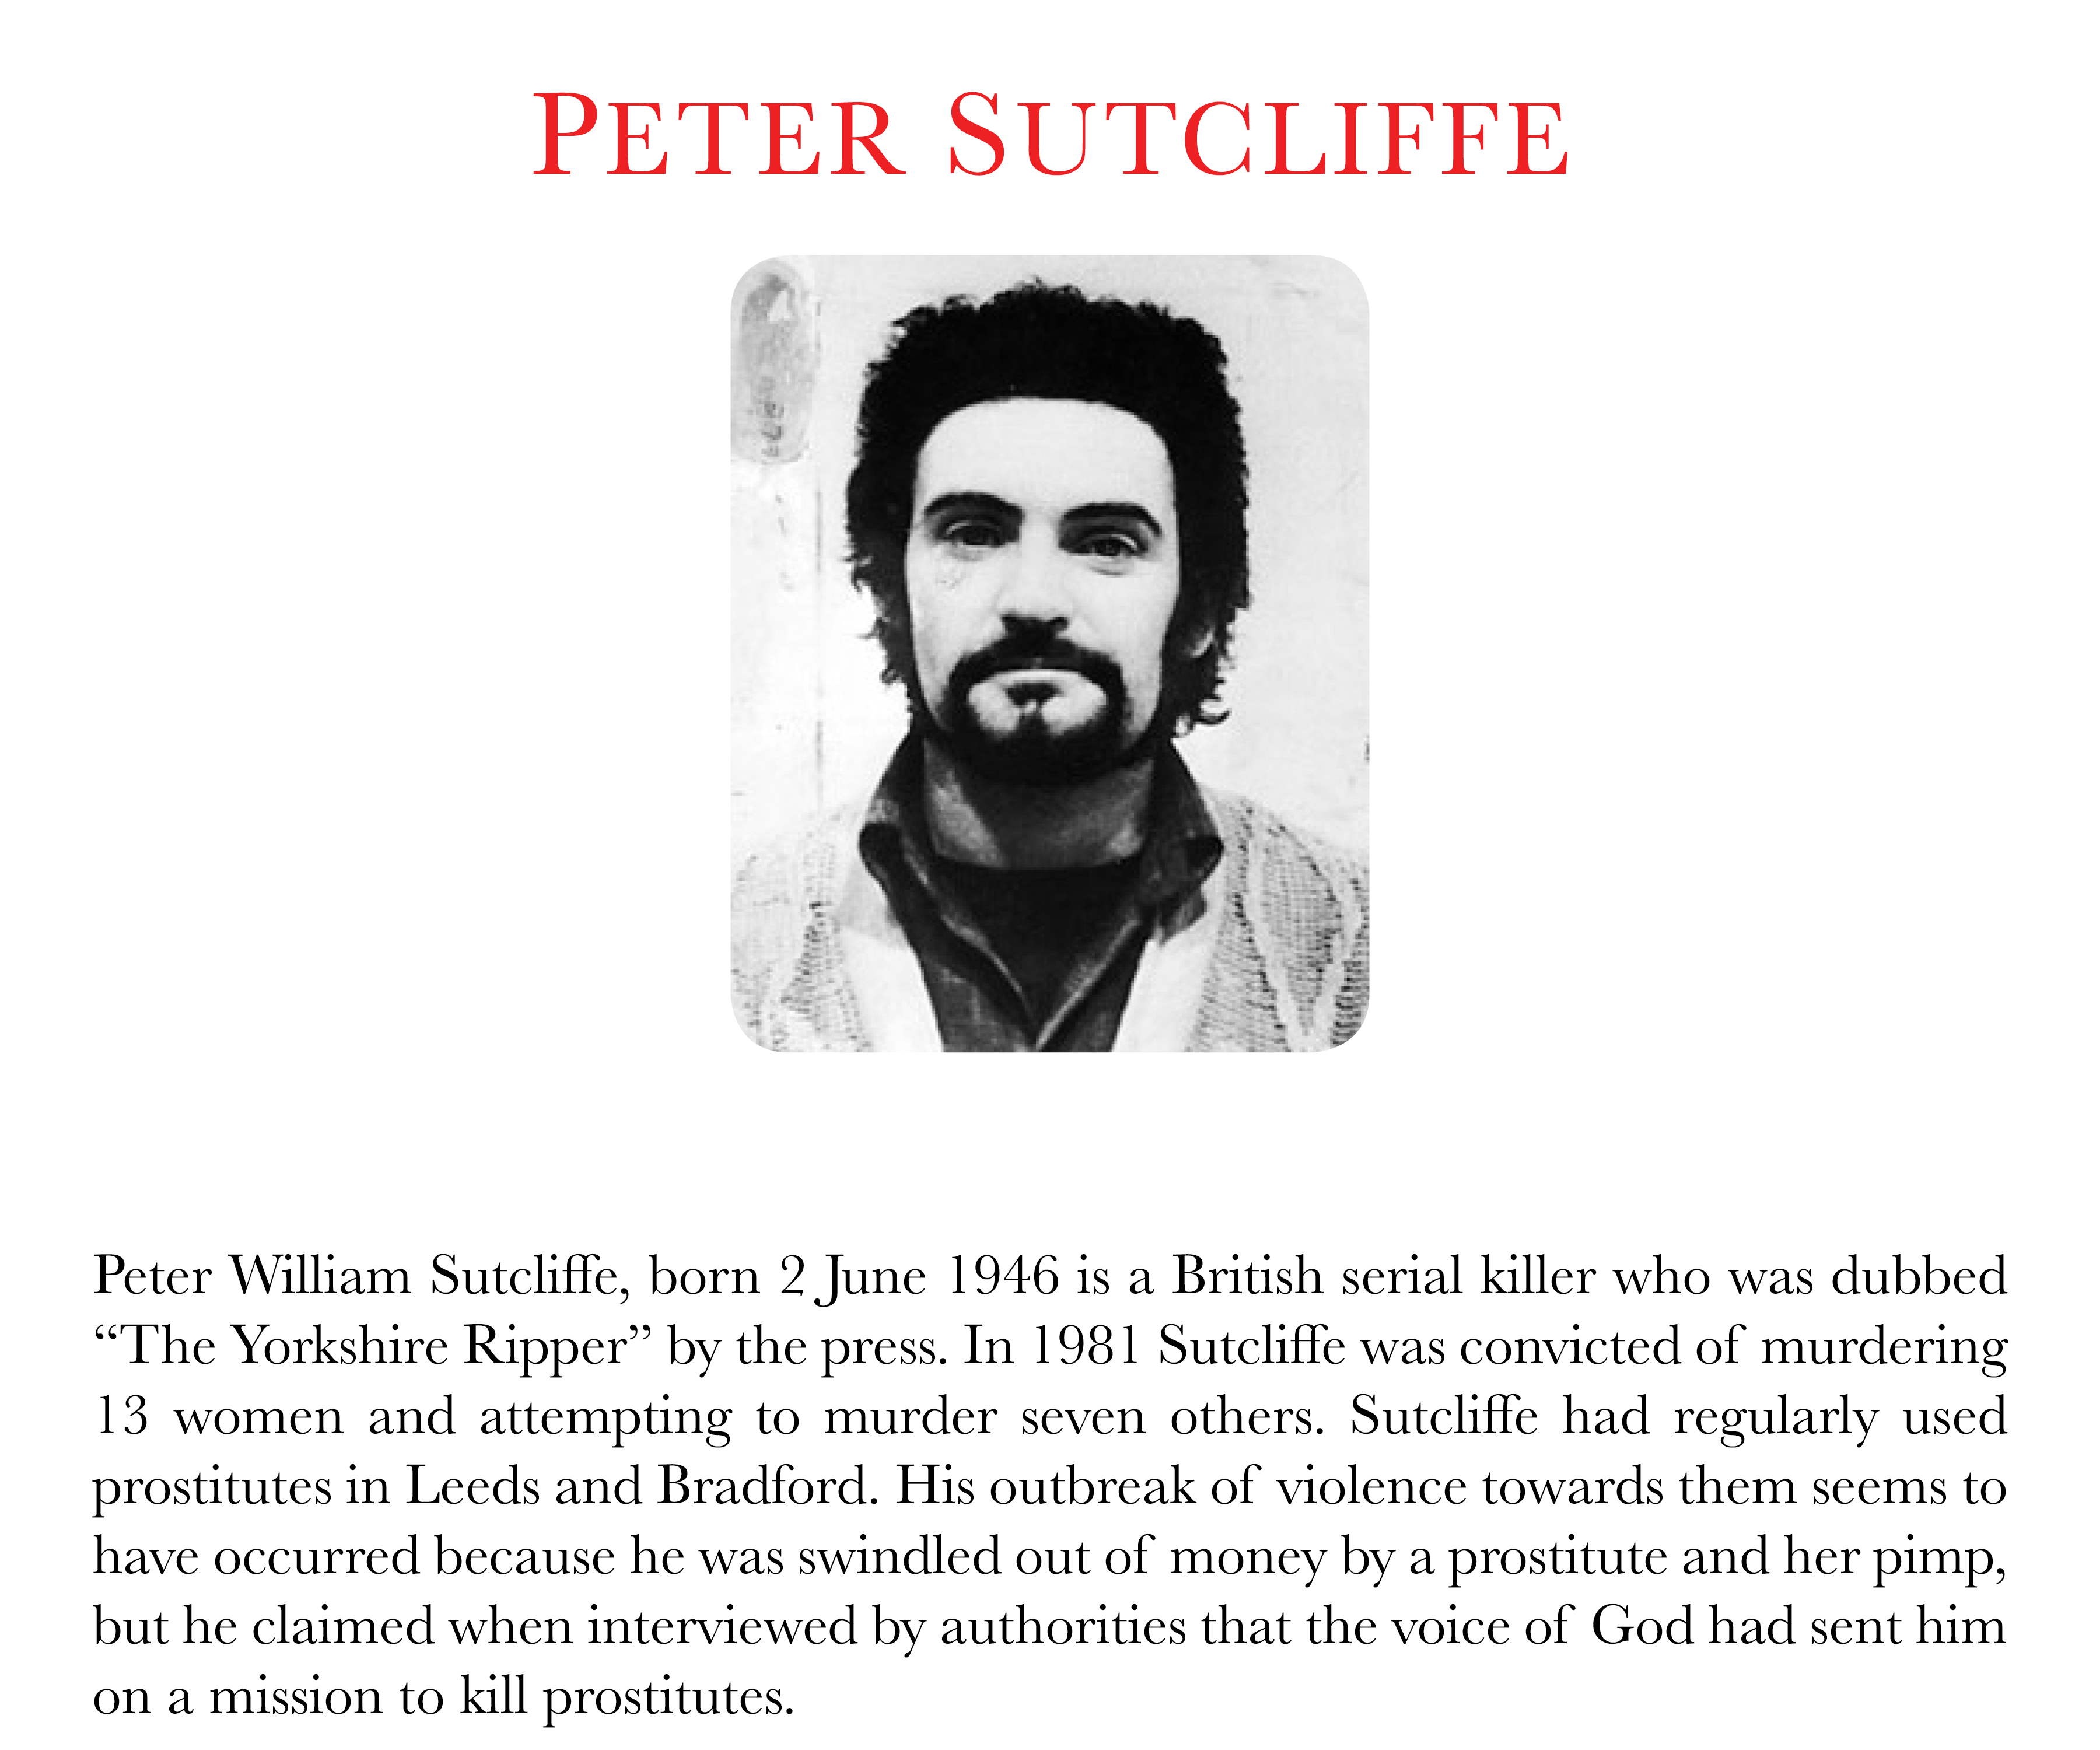 PETER SUTCLIFFE
Peter William Sutcliffe, born 2 June 1946 is a British serial killer who was dubbed
“The Yorkshire Ripper” by the press. In 1981 Sutcliffe was convicted of murdering
13 women and attempting to murder seven others. Sutcliffe had regularly used
prostitutes in Leeds and Bradford. His outbreak of violence towards them seems to
have occurred because he was swindled out of money by a prostitute and her pimp,
but he claimed when interviewed by authorities that the voice of God had sent him
on a mission to kill prostitutes.